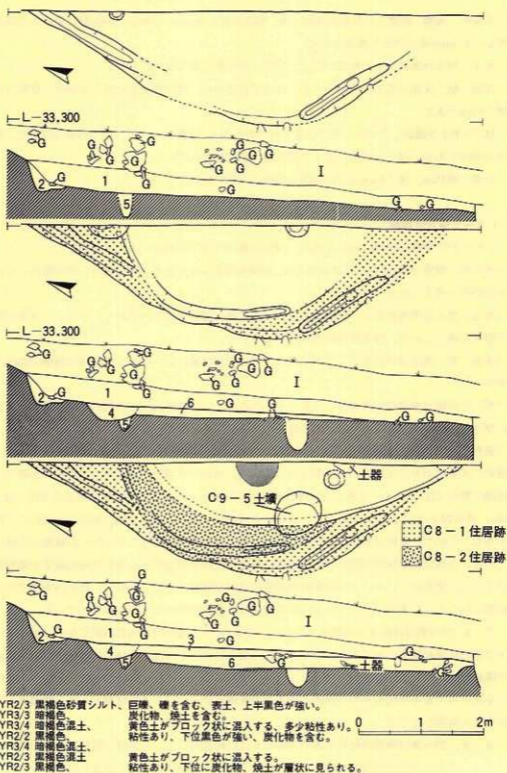 L-33.300
G G G G G G G G G
2 G 1 G G I G G
5
L-33.300
G G G G G G G G G
2 G 1 G 6 G G I G G
4
5
土器
C9-5土壙
C8-1住居跡
C8-2住居跡
G
G G G G G G G G
2 G 1 G 3 G I G
4
5 6 土器
0 1 2m
YR2/3 黒褐色砂質シルト、巨礫、礫を含む、表土、上半黒色が強い。
YR3/3 暗褐色、 炭化物、焼土を含む。
YR3/4 暗褐色混土、 黄色土がブロック状に混入する、多少粘性あり。
YR2/2 黒褐色、 粘性あり、下位黒色が強い、炭化物を含む。
YR3/4 暗褐色混土、
YR2/3 黒褐色混土 黄色土がブロック状に混入する。
YR2/3 黒褐色、 粘性あり、下位に炭化物、焼土が層状に見られる。